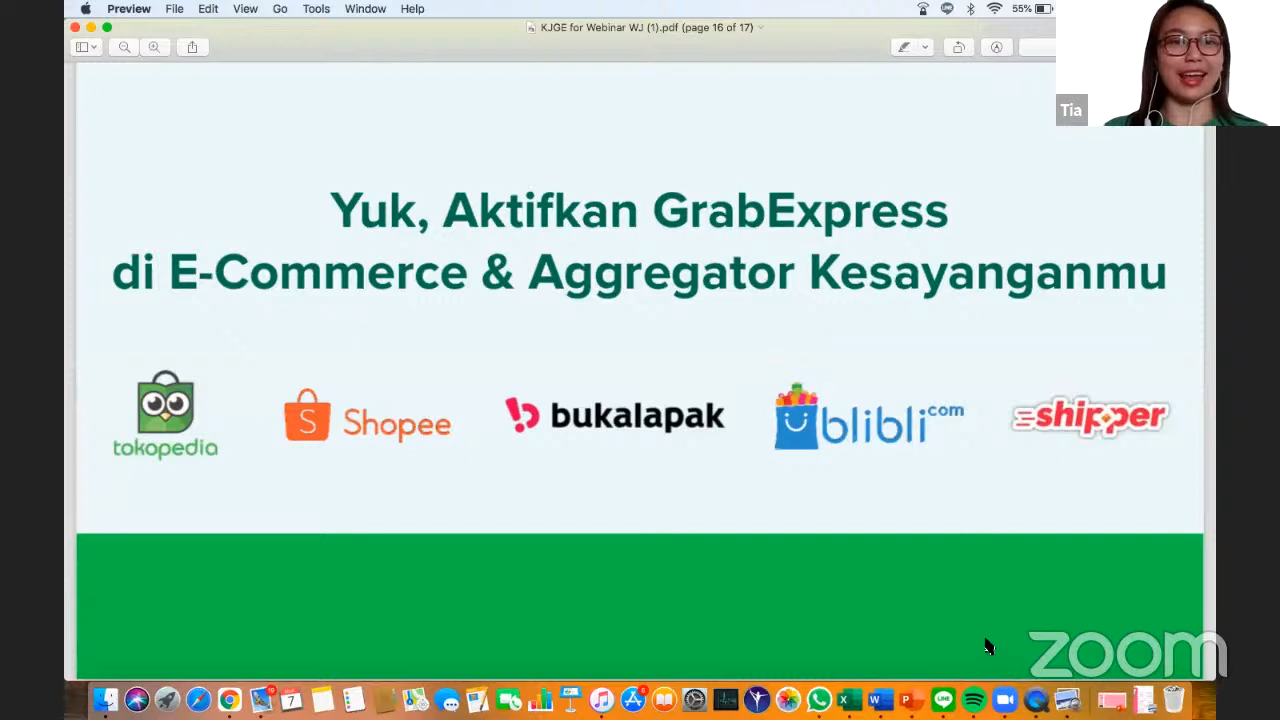 Preview File Edit View Go Tools Window Help
55%
KJGE for Webinar WJ (1).pdf (page 16 of 17)
Tia
Yuk, Aktifkan GrabExpress
di E-Commerce & Aggregator Kesayanganmu
tokopedia
S Shopee
bukalapak
blibli.com
shipper
zoom
7